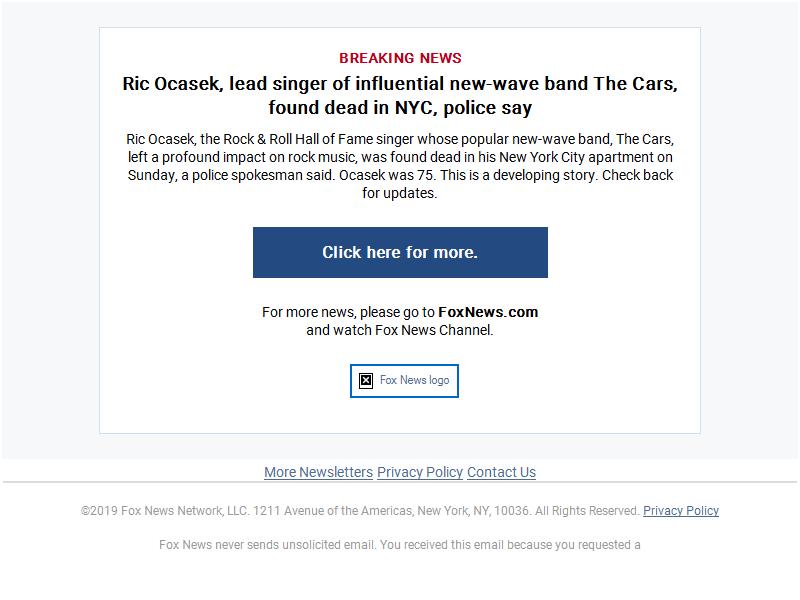 BREAKING NEWS
Ric Ocasek, lead singer of influential new-wave band The Cars,
found dead in NYC, police say
Ric Ocasek, the Rock & Roll Hall of Fame singer whose popular new-wave band, The Cars,
left a profound impact on rock music, was found dead in his New York City apartment on
Sunday, a police spokesman said. Ocasek was 75. This is a developing story. Check back
for updates.
Click here for more.
For more news, please go to FoxNews.com
and watch Fox News Channel.
Fox News logo
More Newsletters Privacy Policy Contact Us
©2019 Fox News Network, LLC. 1211 Avenue of the Americas, New York, NY, 10036. All Rights Reserved. Privacy Policy
Fox News never sends unsolicited email. You received this email because you requested a